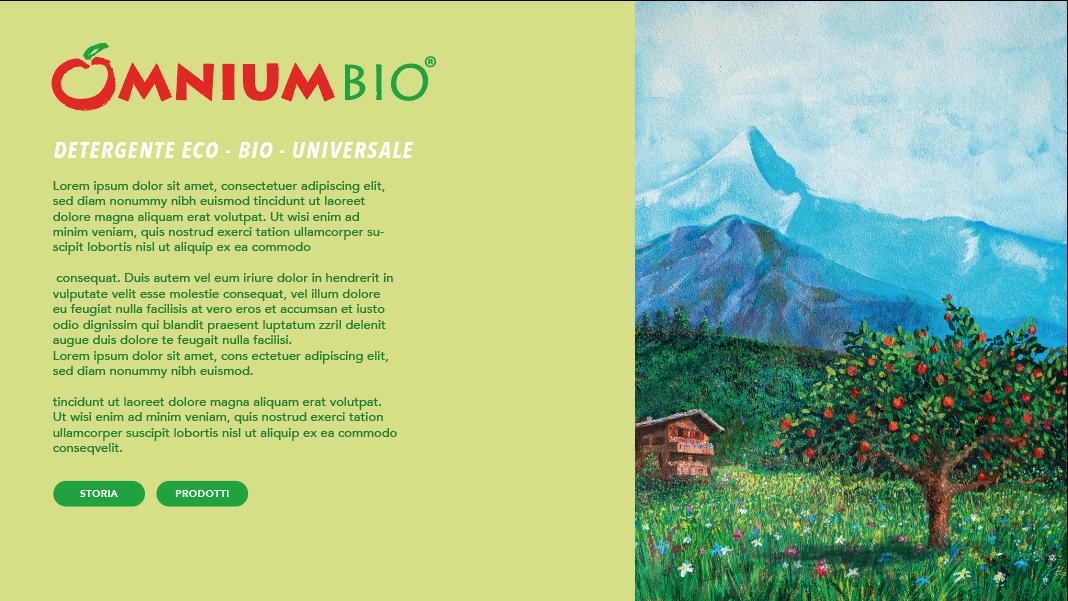 OMNIUM BIO®
DETERGENTE ECO - BIO - UNIVERSALE
Lorem ipsum dolor sit amet, consectetuer adipiscing elit,
sed diam nonummy nibh euismod tincidunt ut laoreet
dolore magna aliquam erat volutpat. Ut wisi enim ad
minim veniam, quis nostrud exerci tation ullamcorper su-
scipit lobortis nisl ut aliquip ex ea commodo
consequat. Duis autem vel eum iriure dolor in hendrerit in
vulputate velit esse molestie consequat, vel illum dolore
eu feugiat nulla facilisis at vero eros et accumsan et iusto
odio dignissim qui blandit praesent luptatum zzril delenit
augue duis dolore te feugait nulla facilisi.
Lorem ipsum dolor sit amet, cons ectetuer adipiscing elit,
sed diam nonummy nibh euismod.
tincidunt ut laoreet dolore magna aliquam erat volutpat.
Ut wisi enim ad minim veniam, quis nostrud exerci tation
ullamcorper suscipit lobortis nisl ut aliquip ex ea commodo
conseqvelit.
STORIA PRODOTTI